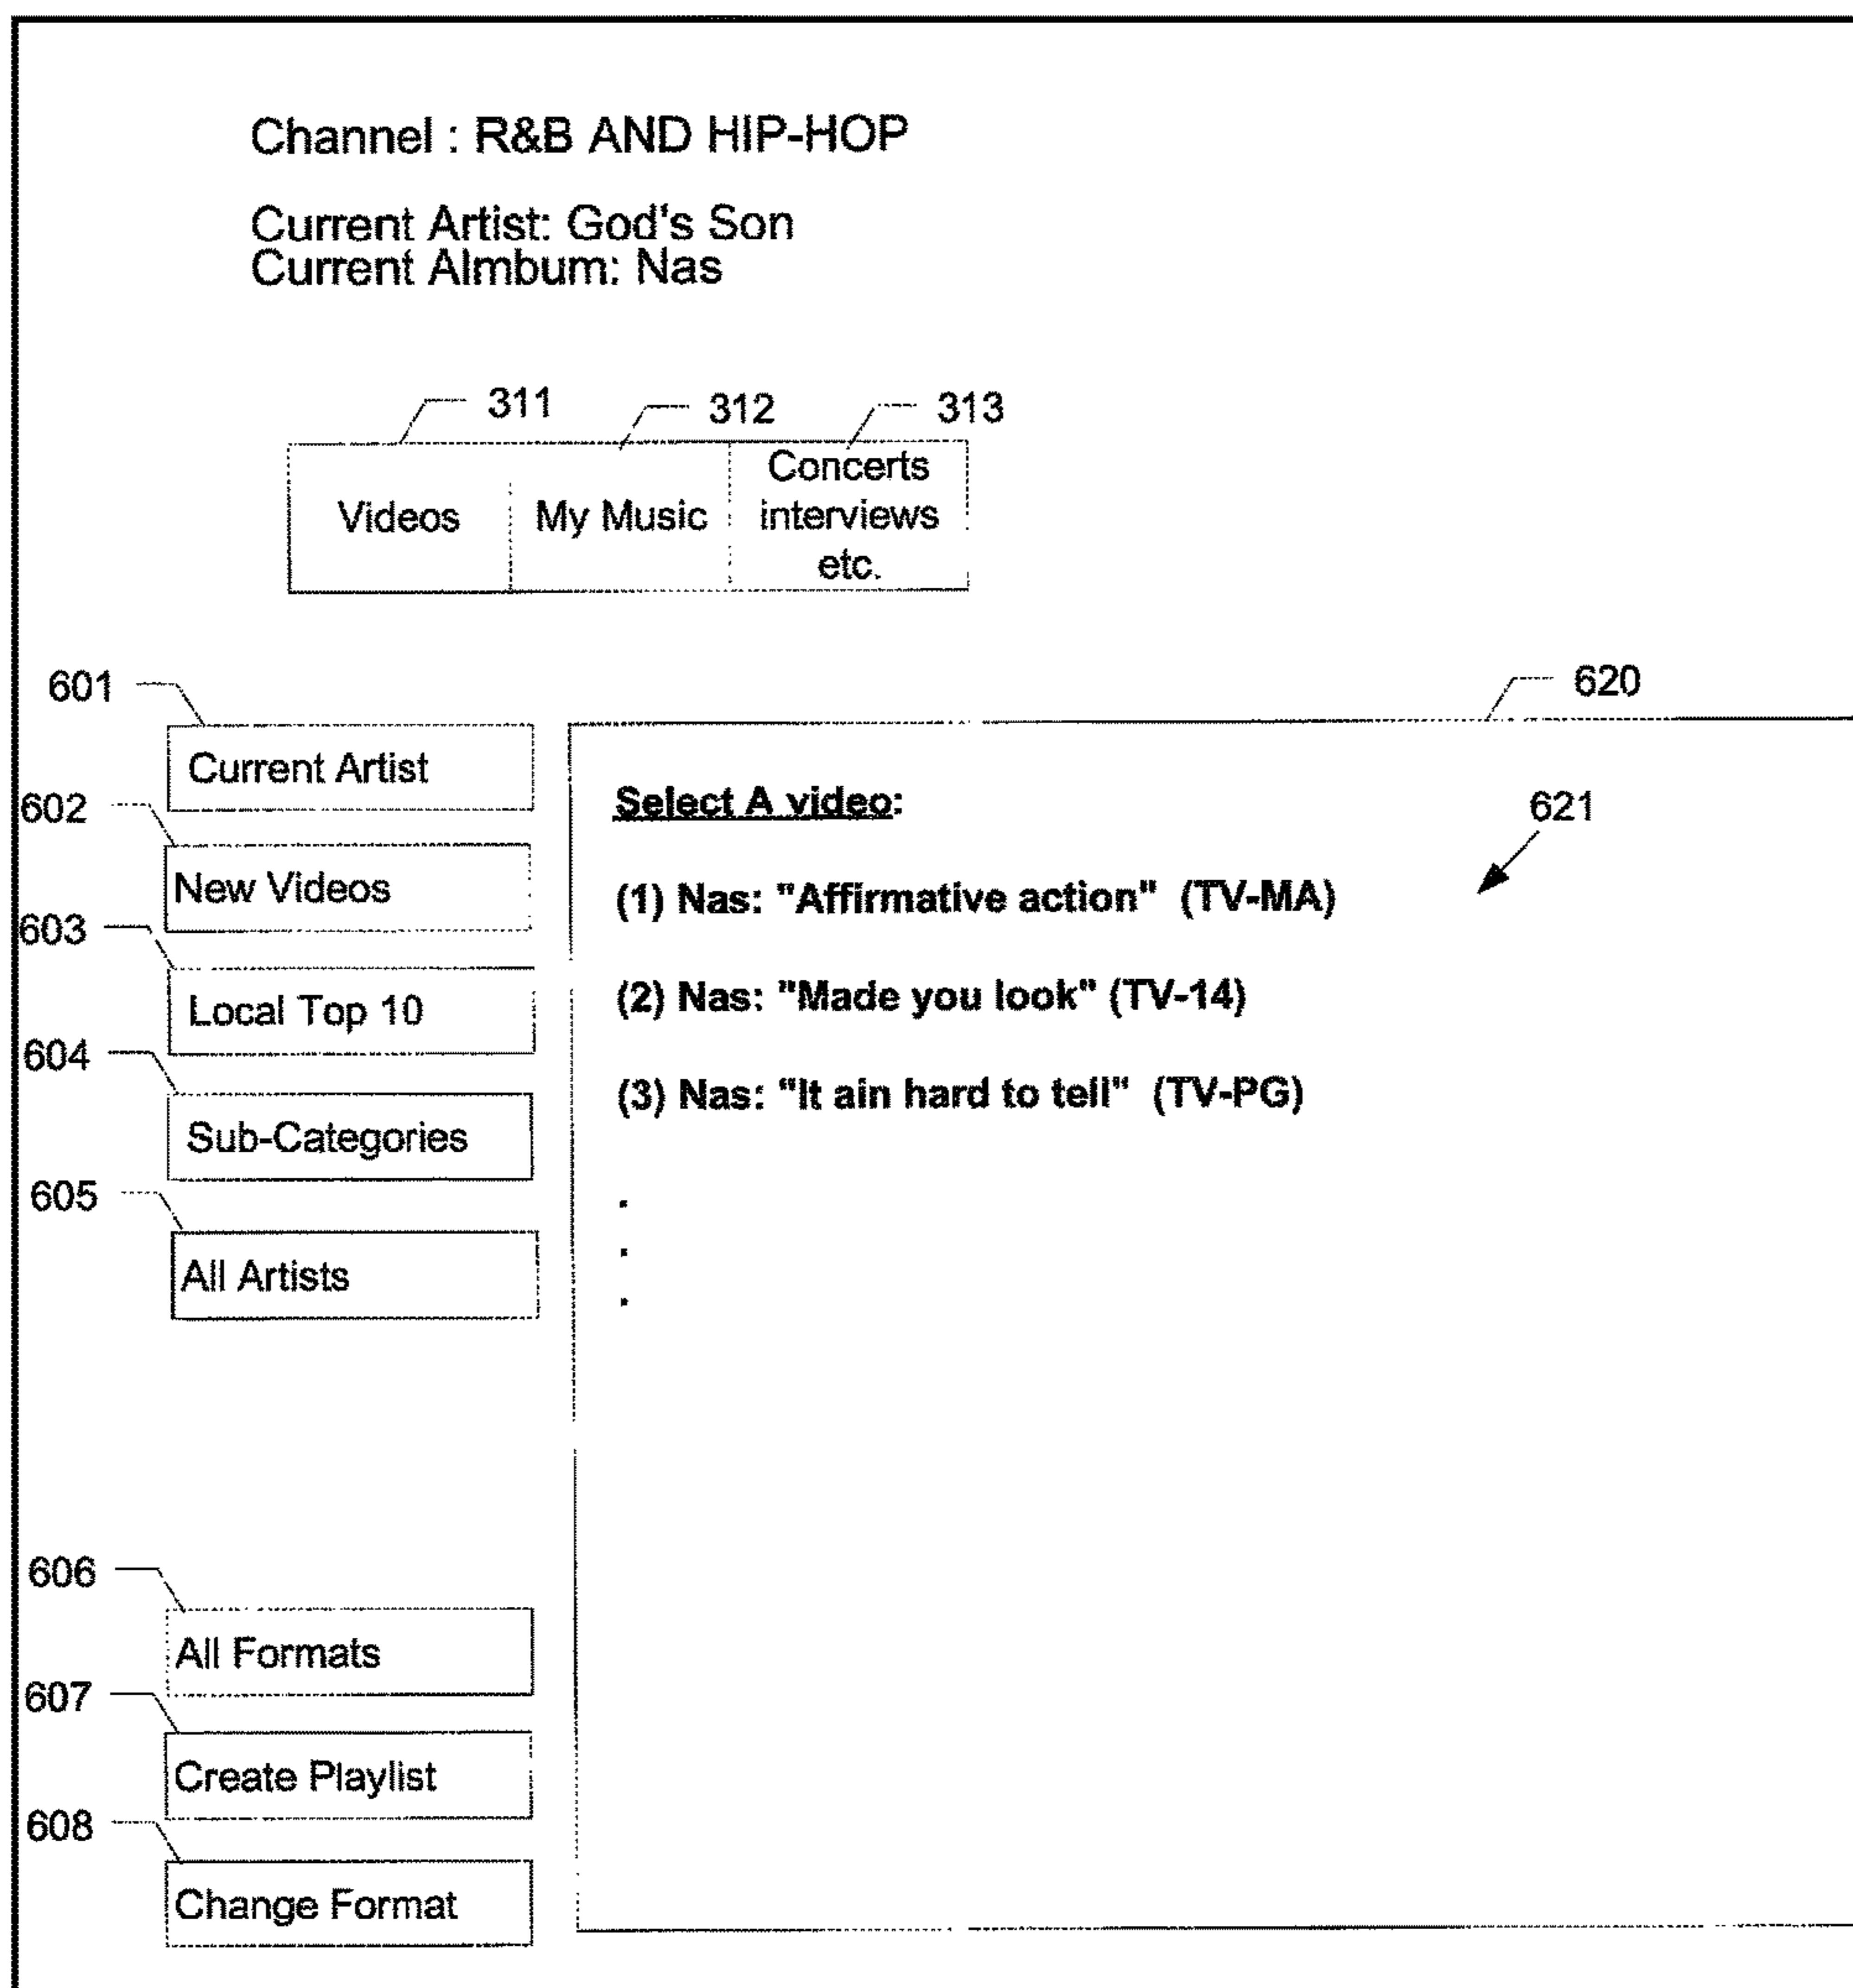 Channel : R&B AND HIP-HOP
Current Artist: God's Son
Current Almbum: Nas
311
312
313
Videos
My Music
Concerts
interviews
etc.
601
Current Artist
602
New Videos
603
Local Top 10
604
Sub-Categories
605
All Artists
606
All Formats
607
Create Playlist
608
Change Format
620
Select A video:
621
(1) Nas: "Affirmative action" (TV-MA)
(2) Nas: "Made you look" (TV-14)
(3) Nas: "It ain hard to tell" (TV-PG)
.
.
.